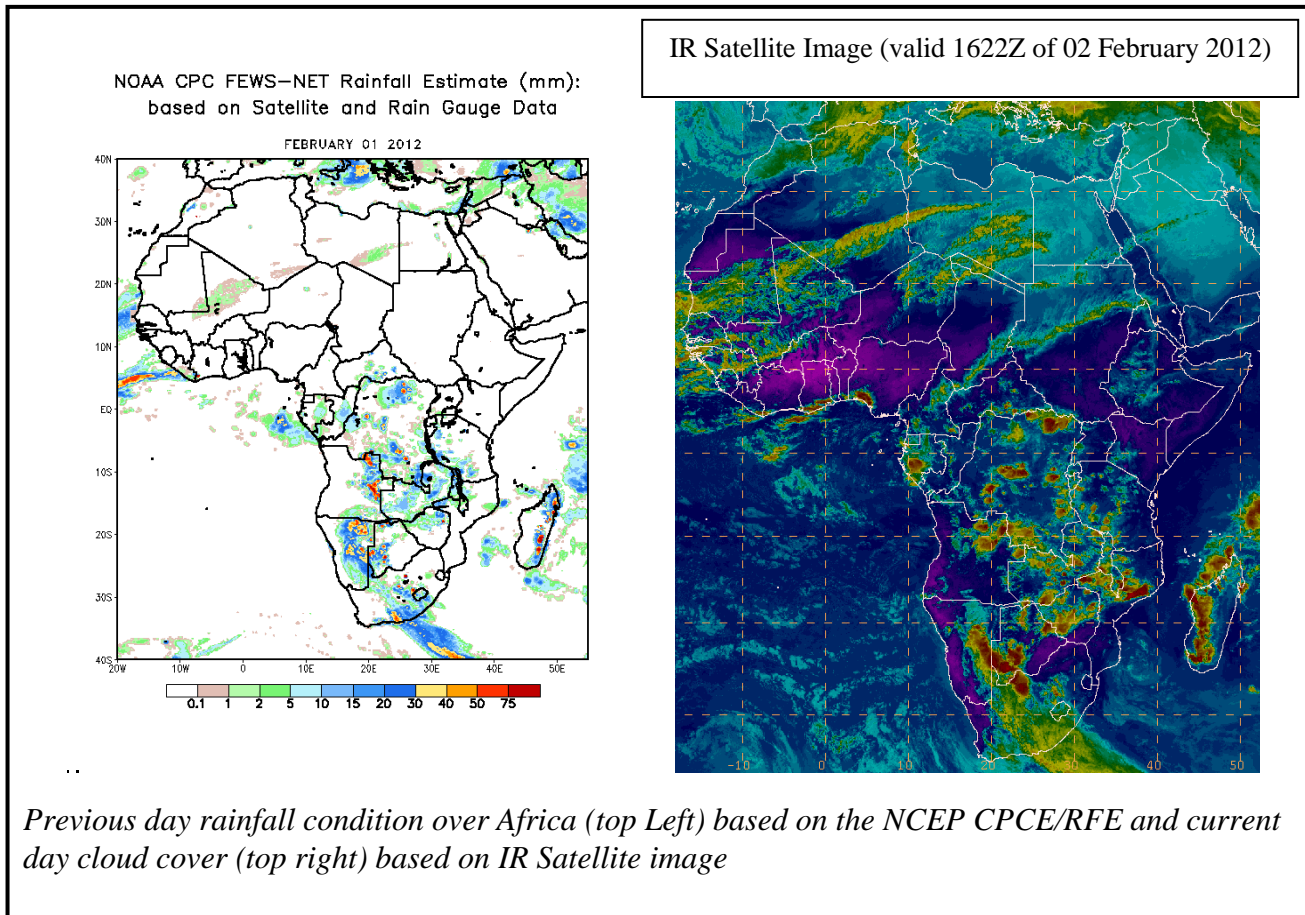 IR Satellite Image (valid 1622Z of 02 February 2012)
NOAA CPC FEWS-NET Rainfall Estimate (mm):
based on Satellite and Rain Gauge Data
FEBRUARY 01 2012
40N
30N
20N
10N
EQ
10S
20S
30S
40S
20W 10W 0 10E 20E 30E 40E 50E
0.1 1 2 5 10 15 20 30 40 50 75
-10 0 10 20 30 40 50
..
Previous day rainfall condition over Africa (top Left) based on the NCEP CPCE/RFE and current
day cloud cover (top right) based on IR Satellite image